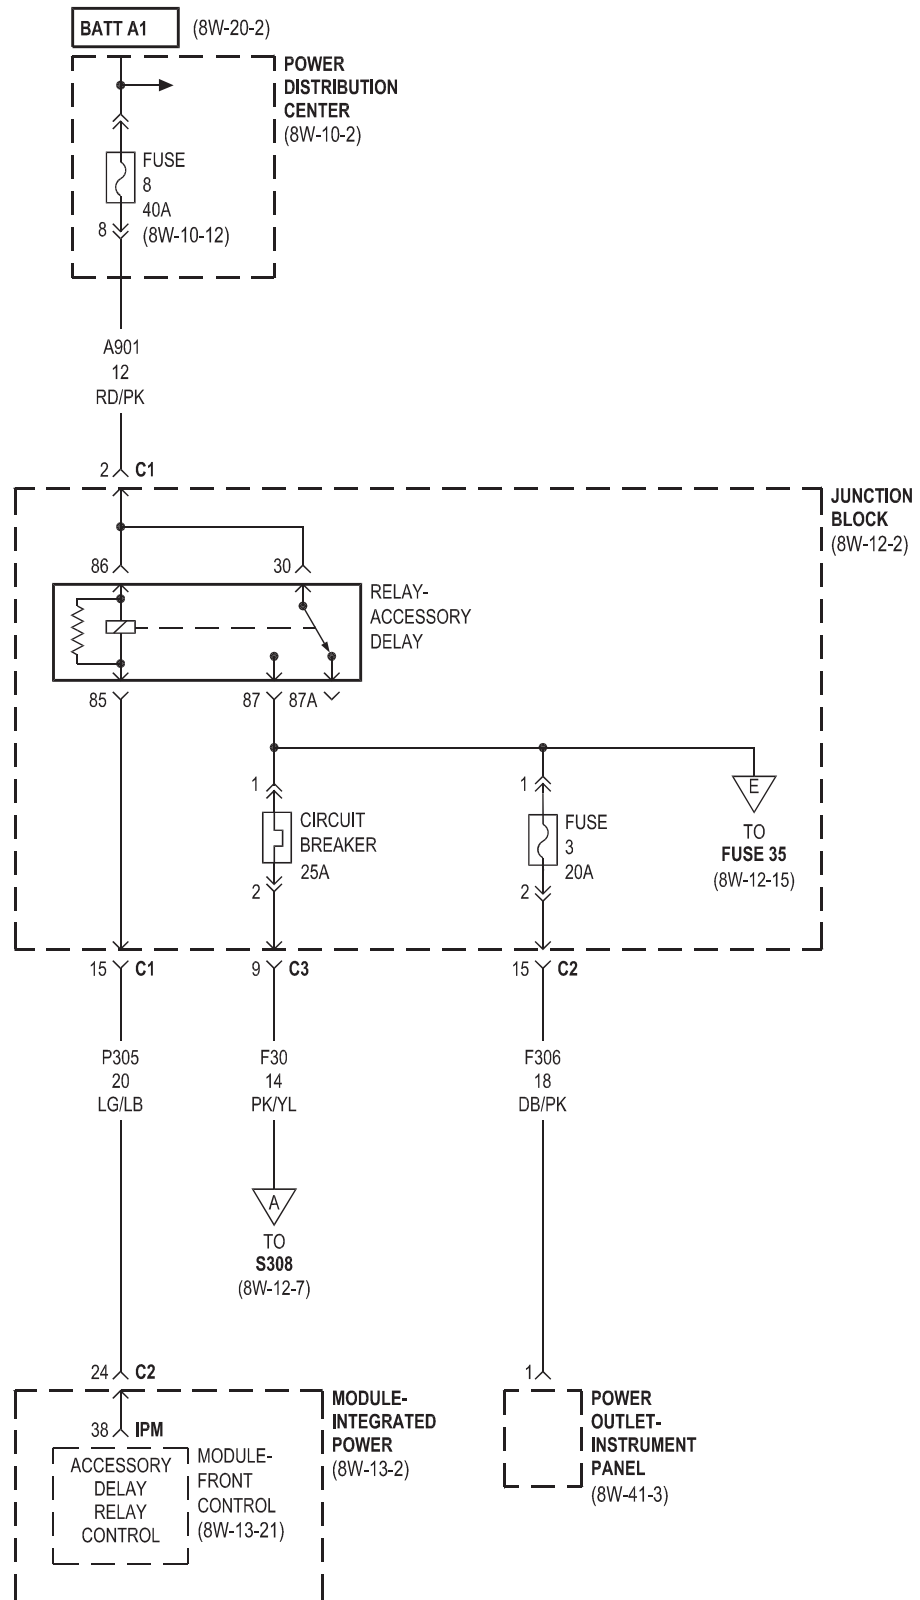 BATT A1 (8W-20-2)
POWER
DISTRIBUTION
CENTER
(8W-10-2)
FUSE
8
40A
8 (8W-10-12)
A901
12
RD/PK
2 C1
JUNCTION
BLOCK
(8W-12-2)
86 30
RELAY-
ACCESSORY
DELAY
85 87 87A
1 1 E
CIRCUIT
BREAKER
25A
2
FUSE
3
20A
2
TO
FUSE 35
(8W-12-15)
15 C1 9 C3 15 C2
P305
20
LG/LB
F30
14
PK/YL
F306
18
DB/PK
A
TO
S308
(8W-12-7)
24 C2 1
MODULE-
INTEGRATED
POWER
(8W-13-2)
POWER
OUTLET-
INSTRUMENT
PANEL
(8W-41-3)
38 IPM
ACCESSORY
DELAY
RELAY
CONTROL
MODULE-
FRONT
CONTROL
(8W-13-21)